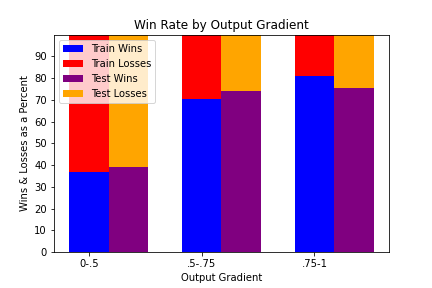 Win Rate by Output Gradient
Train Wins
Train Losses
Test Wins
Test Losses
Wins & Losses as a Percent
90
80
70
60
50
40
30
20
10
0
0-.5
.5-.75
.75-1
Output Gradient